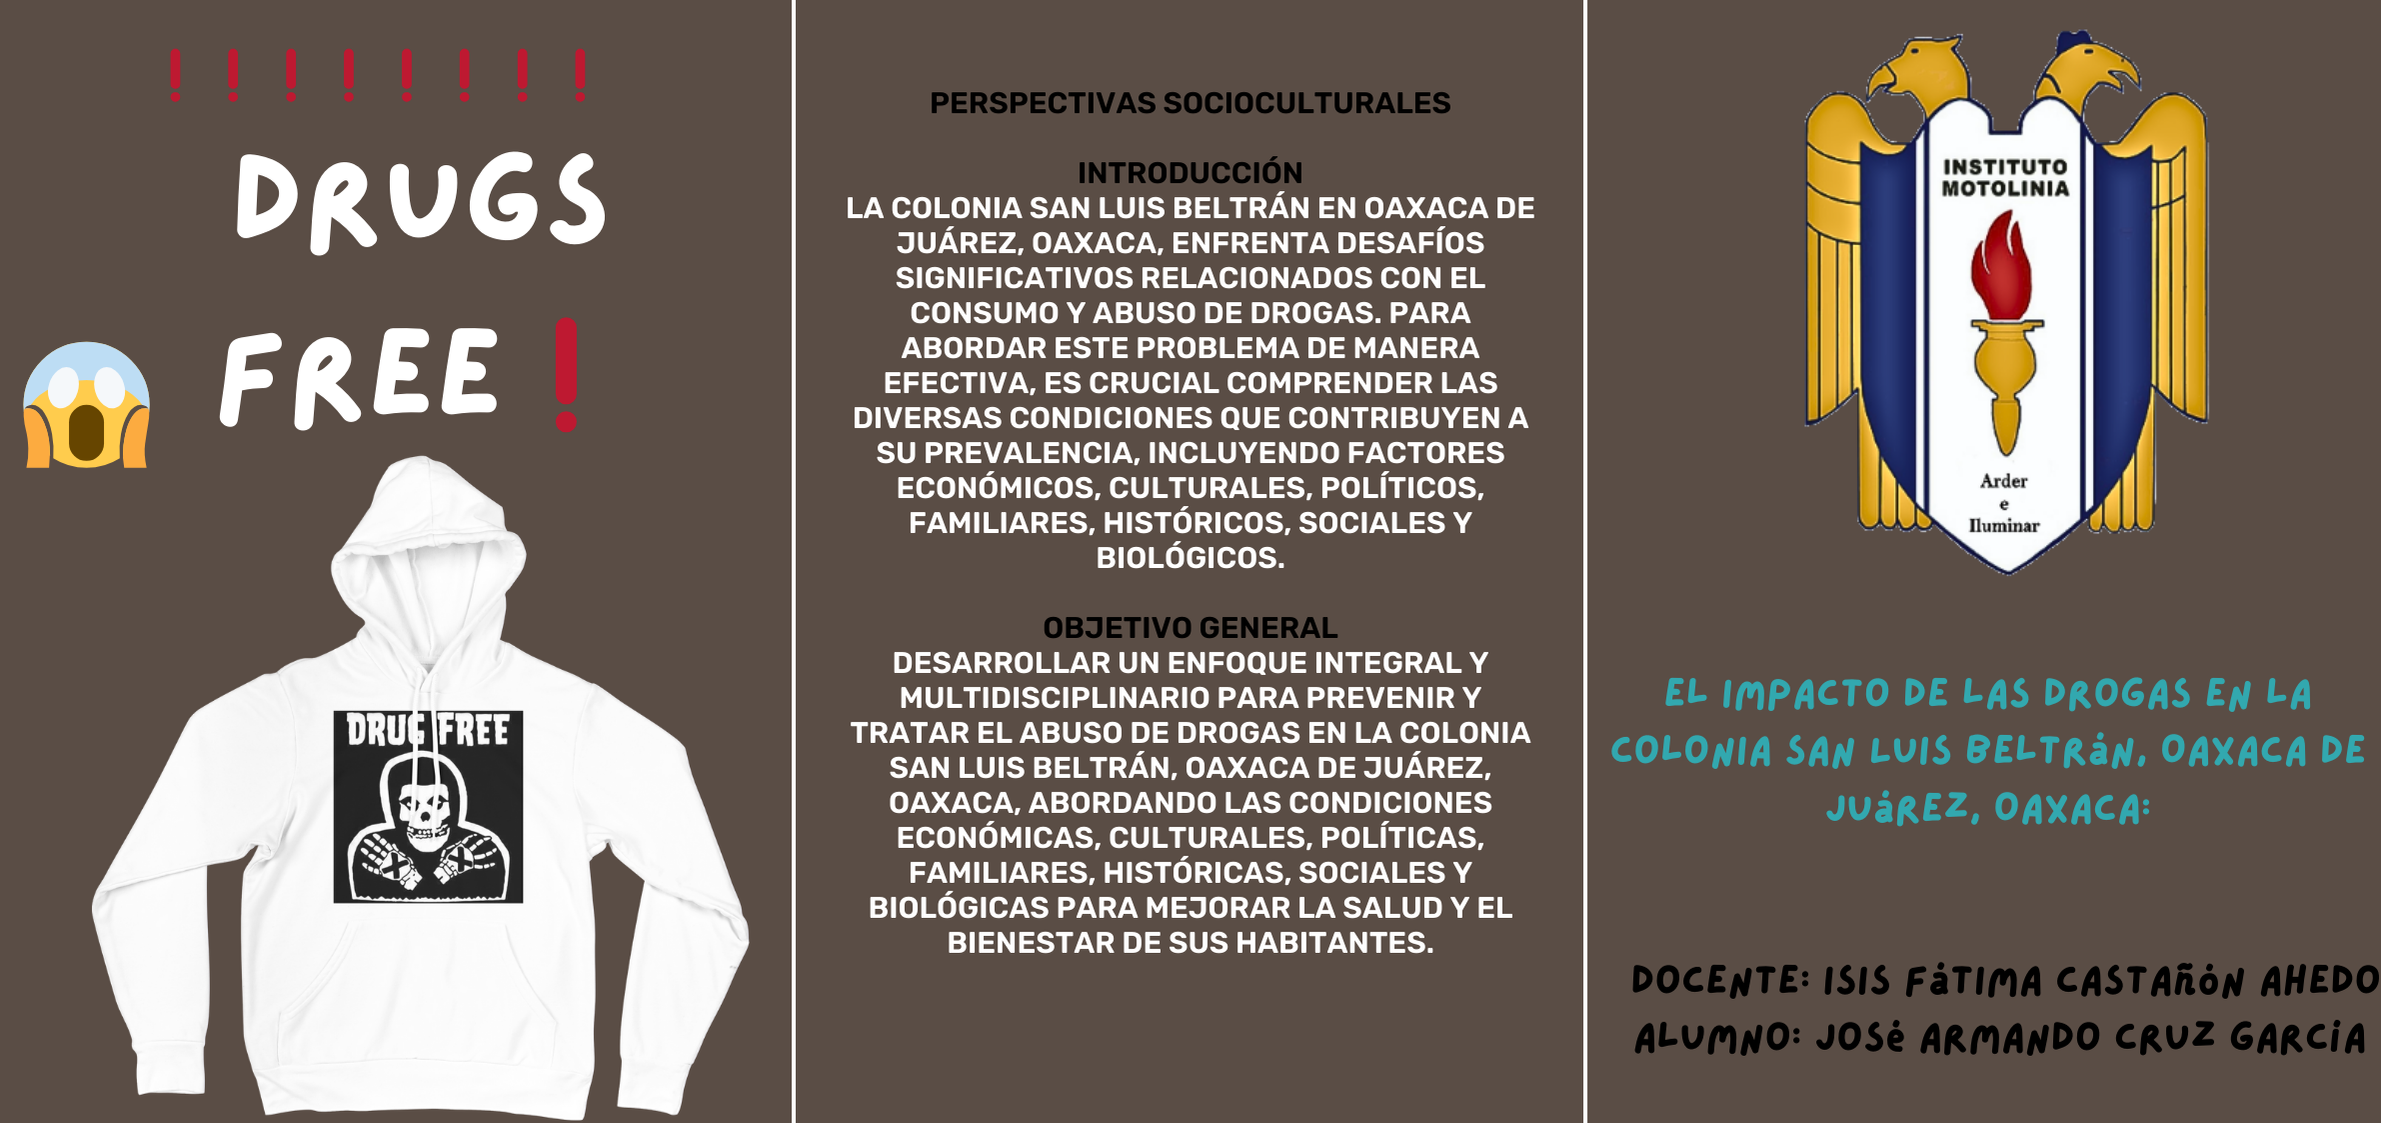 ! ! ! ! ! ! ! !
DRUGS
FREE !
DRUG FREE
PERSPECTIVAS SOCIOCULTURALES
INTRODUCCIÓN
LA COLONIA SAN LUIS BELTRÁN EN OAXACA DE
JUÁREZ, OAXACA, ENFRENTA DESAFÍOS
SIGNIFICATIVOS RELACIONADOS CON EL
CONSUMO Y ABUSO DE DROGAS. PARA
ABORDAR ESTE PROBLEMA DE MANERA
EFECTIVA, ES CRUCIAL COMPRENDER LAS
DIVERSAS CONDICIONES QUE CONTRIBUYEN A
SU PREVALENCIA, INCLUYENDO FACTORES
ECONÓMICOS, CULTURALES, POLÍTICOS,
FAMILIARES, HISTÓRICOS, SOCIALES Y
BIOLÓGICOS.
OBJETIVO GENERAL
DESARROLLAR UN ENFOQUE INTEGRAL Y
MULTIDISCIPLINARIO PARA PREVENIR Y
TRATAR EL ABUSO DE DROGAS EN LA COLONIA
SAN LUIS BELTRÁN, OAXACA DE JUÁREZ,
OAXACA, ABORDANDO LAS CONDICIONES
ECONÓMICAS, CULTURALES, POLÍTICAS,
FAMILIARES, HISTÓRICAS, SOCIALES Y
BIOLÓGICAS PARA MEJORAR LA SALUD Y EL
BIENESTAR DE SUS HABITANTES.
INSTITUTO
MOTOLINIA
Arder
e
Iluminar
EL IMPACTO DE LAS DROGAS EN LA
COLONIA SAN LUIS BELTRáN, OAXACA DE
JUáREZ, OAXACA:
DOCENTE: ISIS FáTIMA CASTAñóN AHEDO
ALUMNO: JOSé ARMANDO CRUZ GARCíA